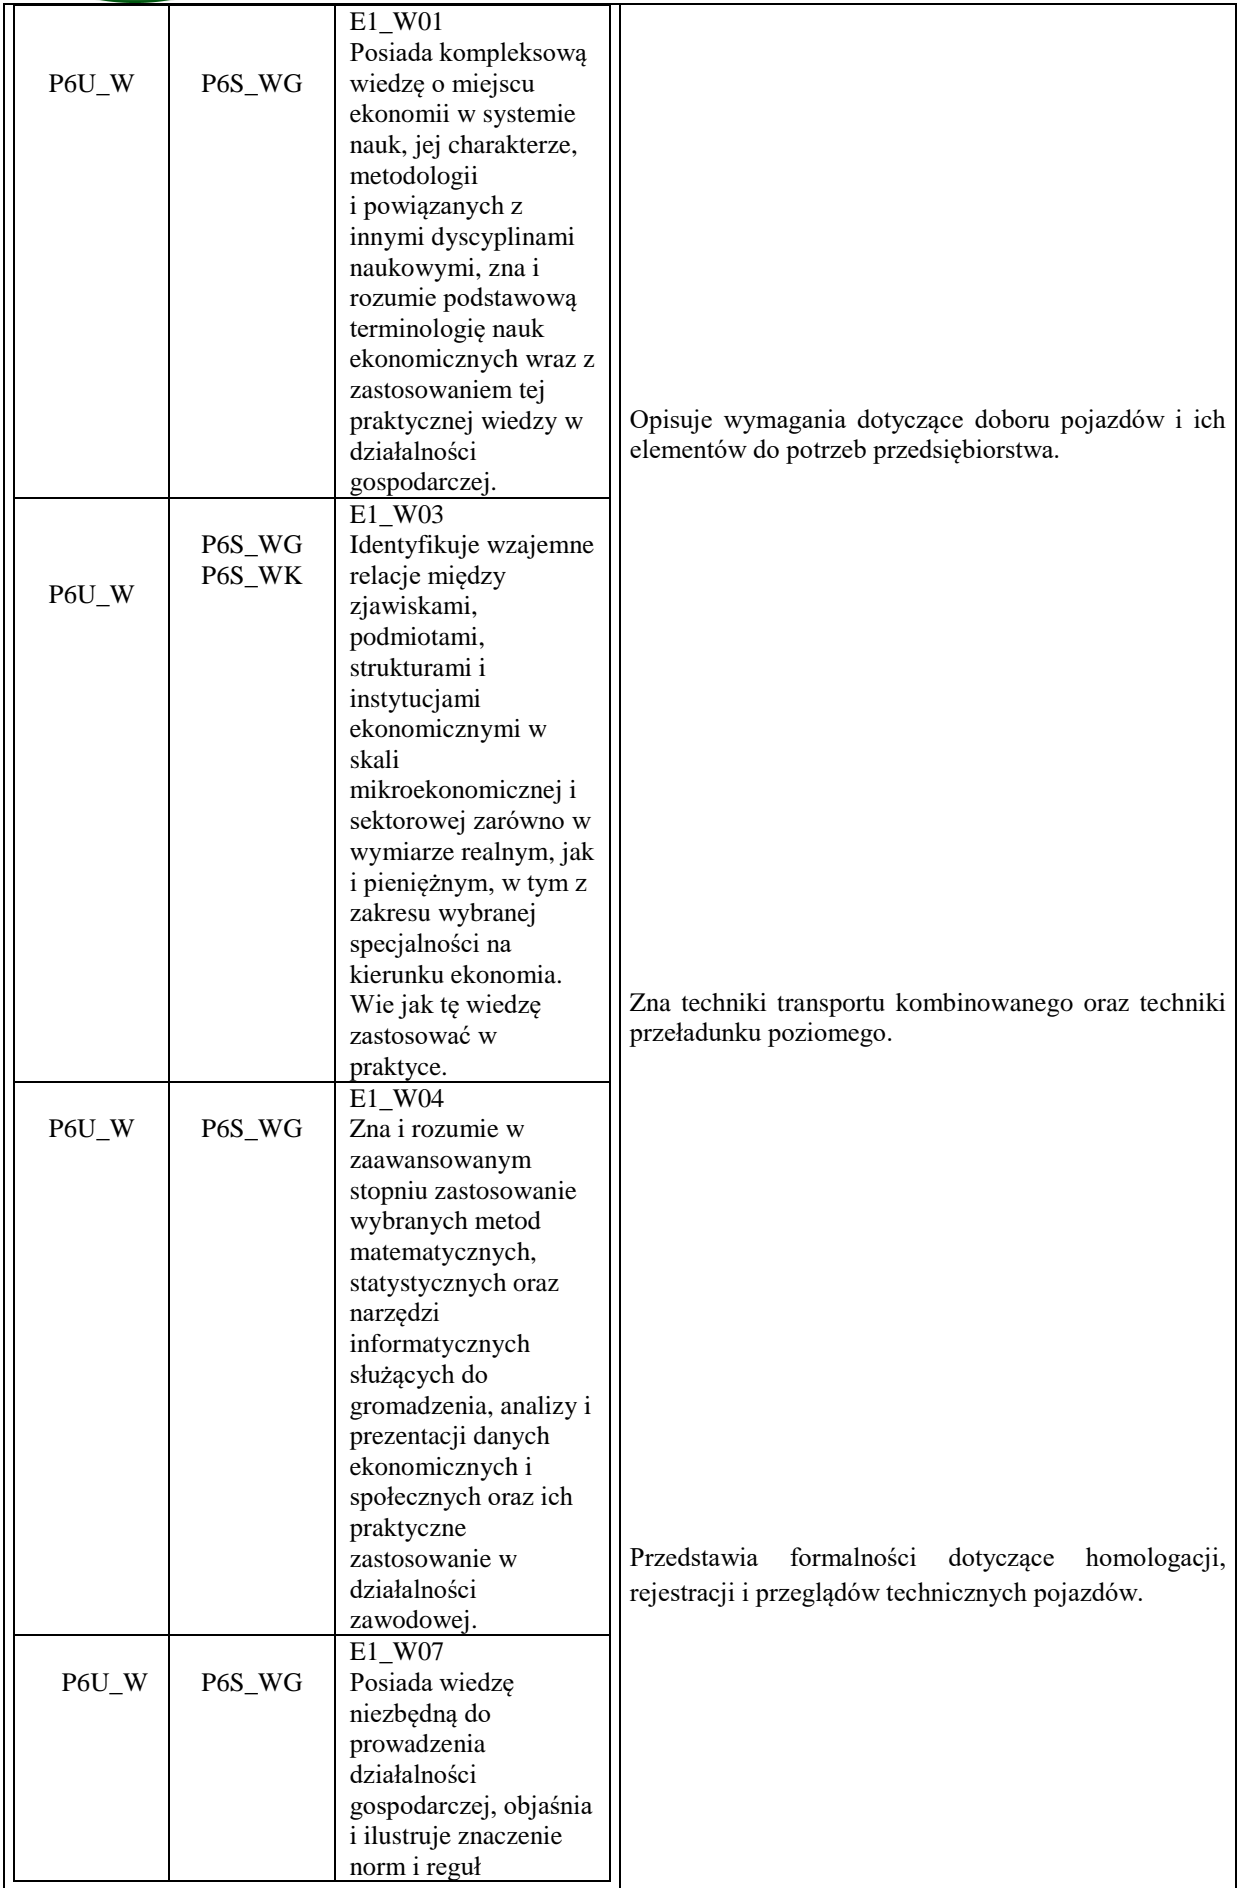 P6U_W
P6S_WG
E1_W01
Posiada kompleksową
wiedzę o miejscu
ekonomii w systemie
nauk, jej charakterze,
metodologii
i powiązanych z
innymi dyscyplinami
naukowymi, zna i
rozumie podstawową
terminologię nauk
ekonomicznych wraz z
zastosowaniem tej
praktycznej wiedzy w
działalności
gospodarczej.
P6U_W
P6S_WG
P6S_WK
E1_W03
Identyfikuje wzajemne
relacje między
zjawiskami,
podmiotami,
strukturami i
instytucjami
ekonomicznymi w
skali
mikroekonomicznej i
sektorowej zarówno w
wymiarze realnym, jak
i pieniężnym, w tym z
zakresu wybranej
specjalności na
kierunku ekonomia.
Wie jak tę wiedzę
zastosować w
praktyce.
P6U_W
P6S_WG
E1_W04
Zna i rozumie w
zaawansowanym
stopniu zastosowanie
wybranych metod
matematycznych,
statystycznych oraz
narzędzi
informatycznych
służących do
gromadzenia, analizy i
prezentacji danych
ekonomicznych i
społecznych oraz ich
praktyczne
zastosowanie w
działalności
zawodowej.
P6U_W
P6S_WG
E1_W07
Posiada wiedzę
niezbędną do
prowadzenia
działalności
gospodarczej, objaśnia
i ilustruje znaczenie
norm i reguł
Opisuje wymagania dotyczące doboru pojazdów i ich
elementów do potrzeb przedsiębiorstwa.
Zna techniki transportu kombinowanego oraz techniki
przeładunku poziomego.
Przedstawia formalności dotyczące homologacji,
rejestracji i przeglądów technicznych pojazdów.